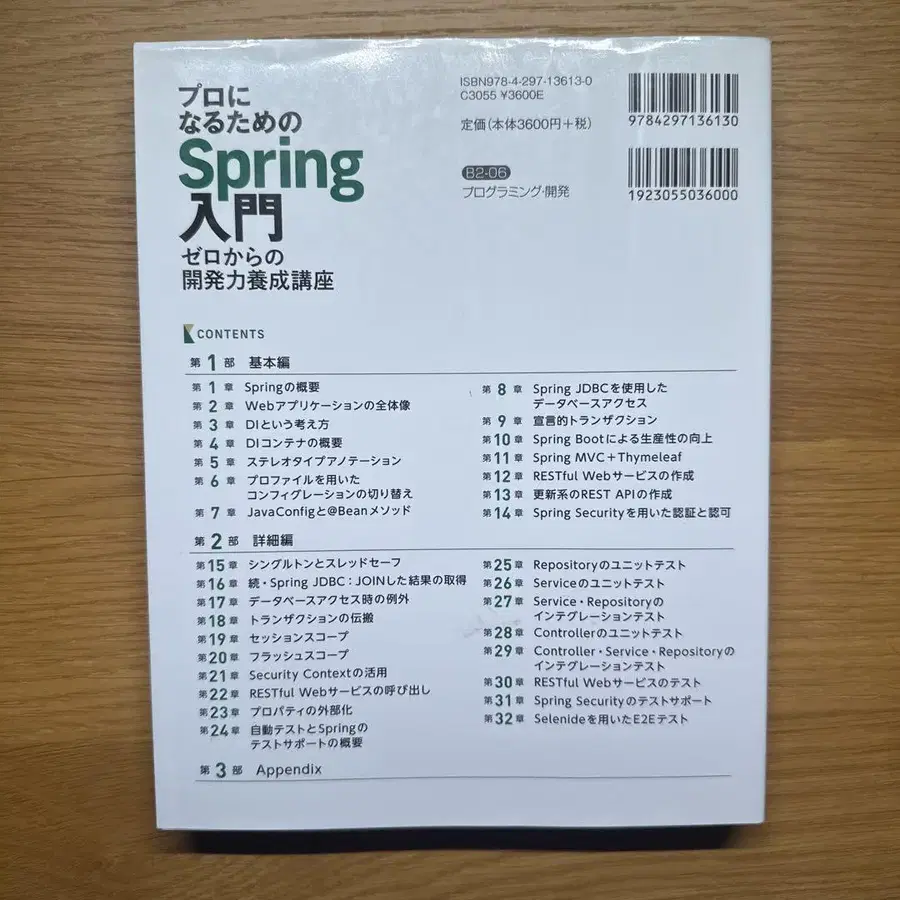 プロに
なるための
Spring
入門
ゼロからの
開発力養成講座
ISBN978-4-297-13613-0
C3055 ¥3600E
定価(本体3600円+税)
B2-06
プログラミング・開発
9784297136130
1923055036000
CONTENTS
第1部 基本編
第1章 Springの概要
第2章 Webアプリケーションの全体像
第3章 DIという考え方
第4章 DIコンテナの概要
第5章 ステレオタイプアノテーション
第6章 プロファイルを用いた
コンフィグレーションの切り替え
第7章 JavaConfigと@Beanメソッド
第8章 Spring JDBCを使用した
データベースアクセス
第9章 宣言的トランザクション
第10章 Spring Bootによる生産性の向上
第11章 Spring MVC+Thymeleaf
第12章 RESTful Webサービスの作成
第13章 更新系のREST APIの作成
第14章 Spring Securityを用いた認証と認可
第2部 詳細編
第15章 シングルトンとスレッドセーフ
第16章 続・Spring JDBC:JOINした結果の取得
第17章 データベースアクセス時の例外
第18章 トランザクションの伝搬
第19章 セッションスコープ
第20章 フラッシュスコープ
第21章 Security Contextの活用
第22章 RESTful Webサービスの呼び出し
第23章 プロパティの外部化
第24章 自動テストとSpringの
テストサポートの概要
第25章 Repositoryのユニットテスト
第26章 Serviceのユニットテスト
第27章 Service・Repositoryの
インテグレーションテスト
第28章 Controllerのユニットテスト
第29章 Controller・Service・Repositoryの
インテグレーションテスト
第30章 RESTful Webサービスのテスト
第31章 Spring Securityのテストサポート
第32章 Selenideを用いたE2Eテスト
第3部 Appendix